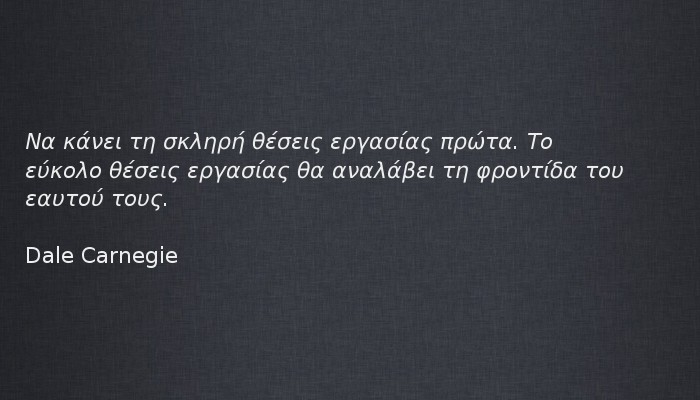 Να κάνει τη σκληρή θέσεις εργασίας πρώτα. Το
εύκολο θέσεις εργασίας θα αναλάβει τη φροντίδα του
εαυτού τους.
Dale Carnegie